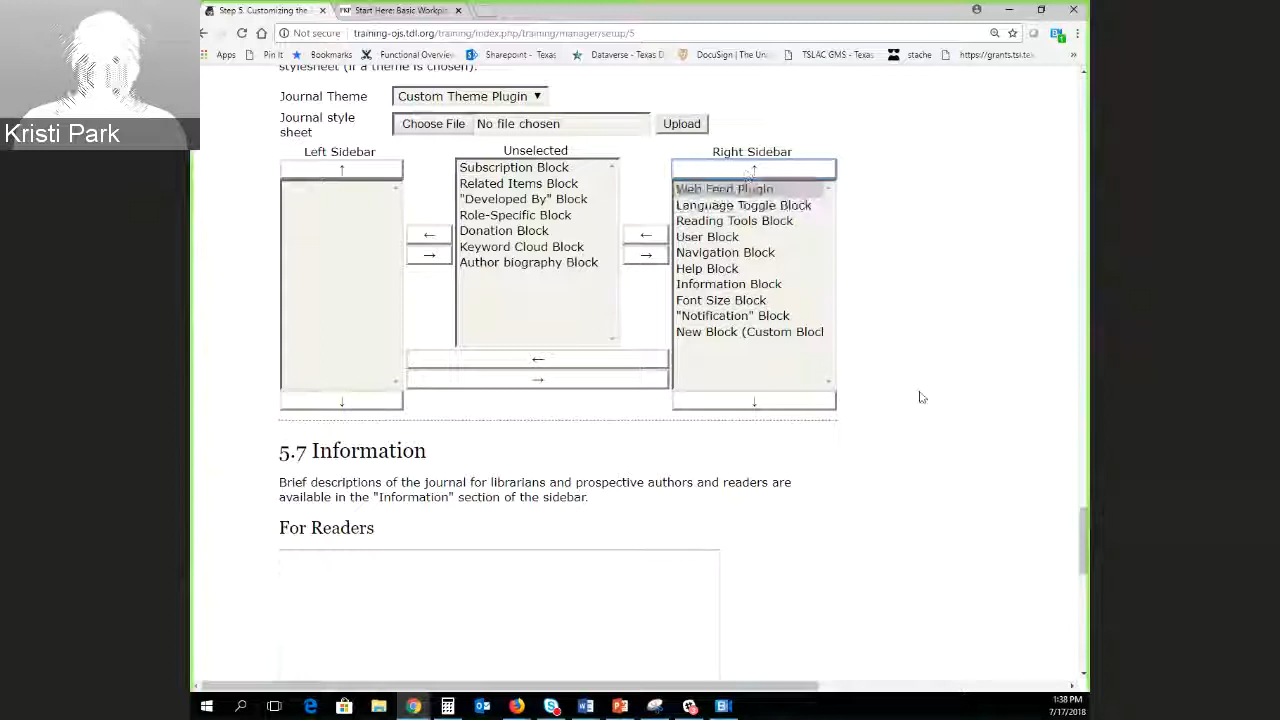 Step 5. Customizing the
Start Here: Basic Workpl
Not secure
training-ojs.tdl.org/training/index.php/training/manager/setup/5
Apps
Pin It
Bookmarks
Functional Overview
Sharepoint - Texas
Dataverse - Texas D
DocuSign | The Uni
TSLAC GMS - Texas
stache
https://grants.tsl.tex
»
Kristi Park
stylesheet (if a theme is chosen).
Journal Theme
Custom Theme Plugin
Journal style
sheet
Choose File
No file chosen
Upload
Left Sidebar
Unselected
Right Sidebar
↑
↑
Subscription Block
Related Items Block
"Developed By" Block
Role-Specific Block
Donation Block
Keyword Cloud Block
Author biography Block
Web Feed Plugin
Language Toggle Block
Reading Tools Block
User Block
Navigation Block
Help Block
Information Block
Font Size Block
"Notification" Block
New Block (Custom Bloc
←
→
←
→
←
→
↓
↓
5.7 Information
Brief descriptions of the journal for librarians and prospective authors and readers are
available in the "Information" section of the sidebar.
For Readers
1:38 PM
7/17/2018